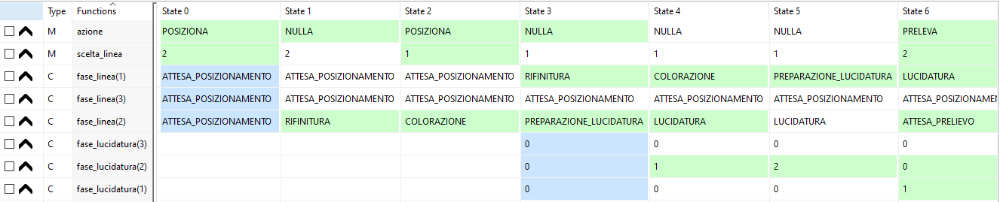 Type Functions State 0 State 1 State 2 State 3 State 4 State 5 State 6
M azione POSIZIONA NULLA POSIZIONA NULLA NULLA NULLA PRELEVA
M scelta_linea 2 2 1 1 1 1 2
C fase_linea(1) ATTESA_POSIZIONAMENTO ATTESA_POSIZIONAMENTO ATTESA_POSIZIONAMENTO RIFINITURA COLORAZIONE PREPARAZIONE_LUCIDATURA LUCIDATURA
C fase_linea(3) ATTESA_POSIZIONAMENTO ATTESA_POSIZIONAMENTO ATTESA_POSIZIONAMENTO ATTESA_POSIZIONAMENTO ATTESA_POSIZIONAMENTO ATTESA_POSIZIONAMENTO ATTESA_POSIZIONAMEN
C fase_linea(2) ATTESA_POSIZIONAMENTO RIFINITURA COLORAZIONE PREPARAZIONE_LUCIDATURA LUCIDATURA LUCIDATURA ATTESA_PRELIEVO
C fase_lucidatura(3) 0 0 0 0
C fase_lucidatura(2) 0 1 2 0
C fase_lucidatura(1) 0 0 0 1